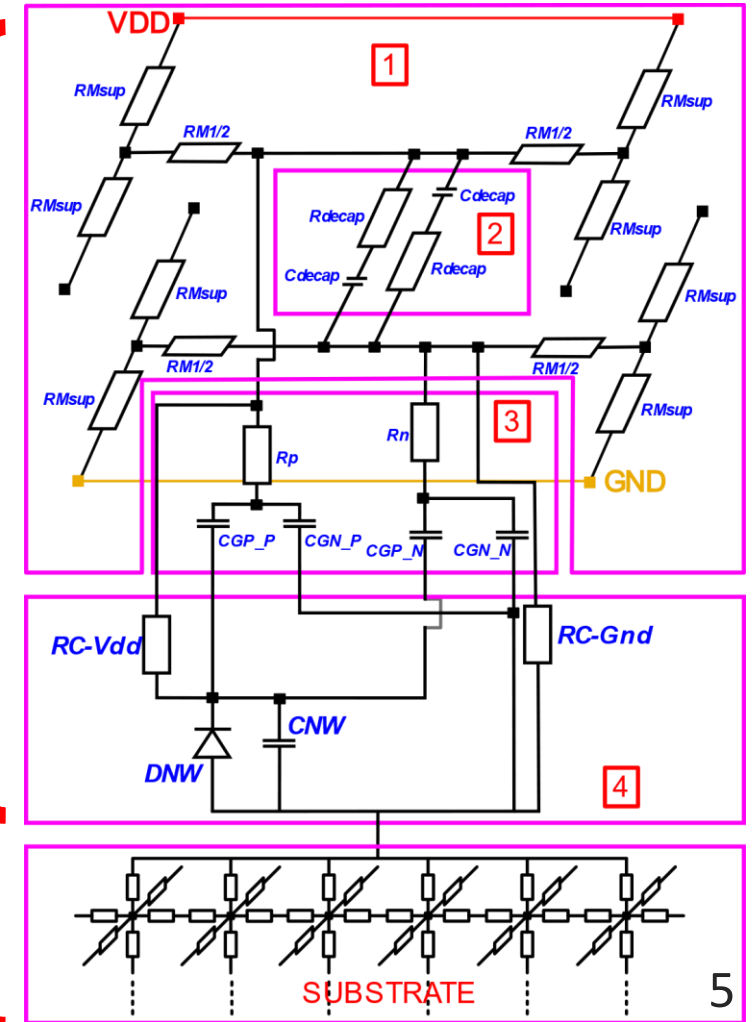 VDD
1
RMsup
RMsup
RM1/2
RM1/2
RMsup
Cdecap
Rdecap
2
RMsup
Cdecap
Rdecap
RMsup
RMsup
RM1/2
RM1/2
RMsup
3
RMsup
Rn
Rp
GND
CGP_P
CGN_P
CGP_N
CGN_N
RC-Vdd
RC-Gnd
CNW
DNW
4
SUBSTRATE
5